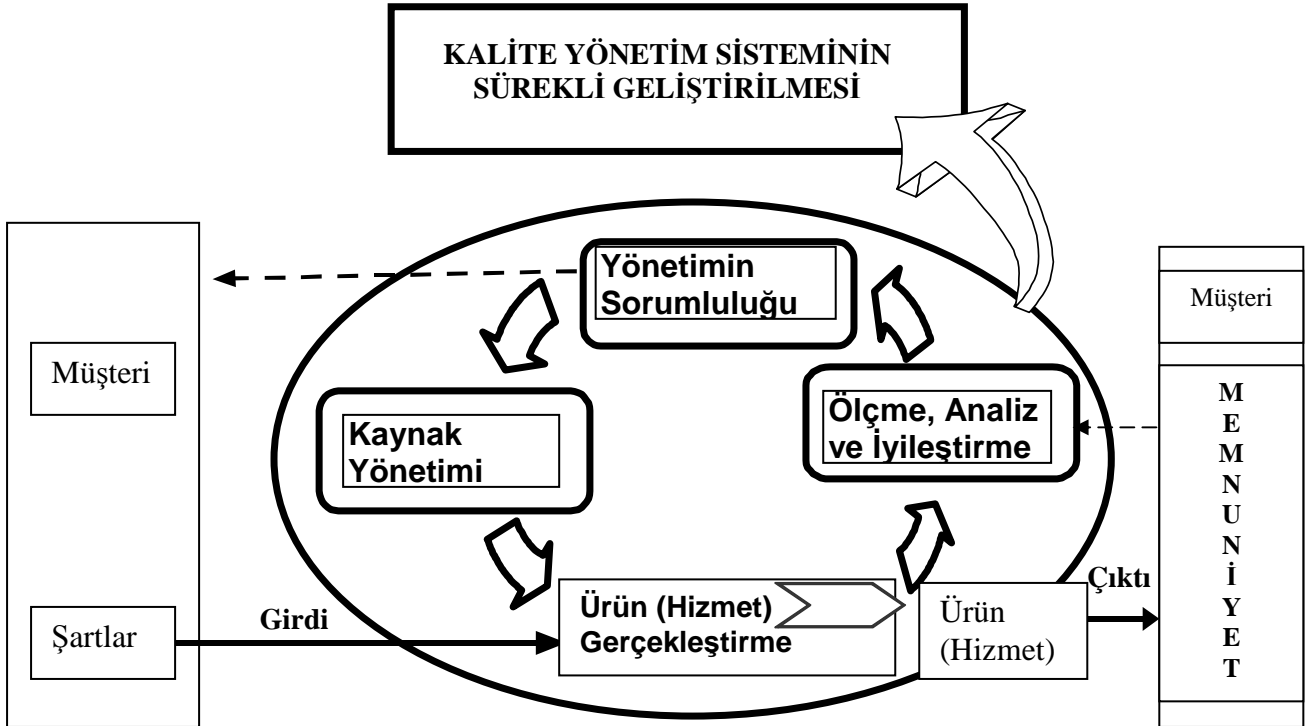 KALİTE YÖNETİM SİSTEMİNİN
SÜREKLİ GELİŞTİRİLMESİ
Yönetimin
Sorumluluğu
Müşteri
Müşteri
Kaynak
Yönetimi
Ölçme, Analiz
ve İyileştirme
M
E
M
N
U
N
İ
Y
E
T
Şartlar
Girdi
Ürün (Hizmet)
Gerçekleştirme
Ürün
(Hizmet)
Çıktı